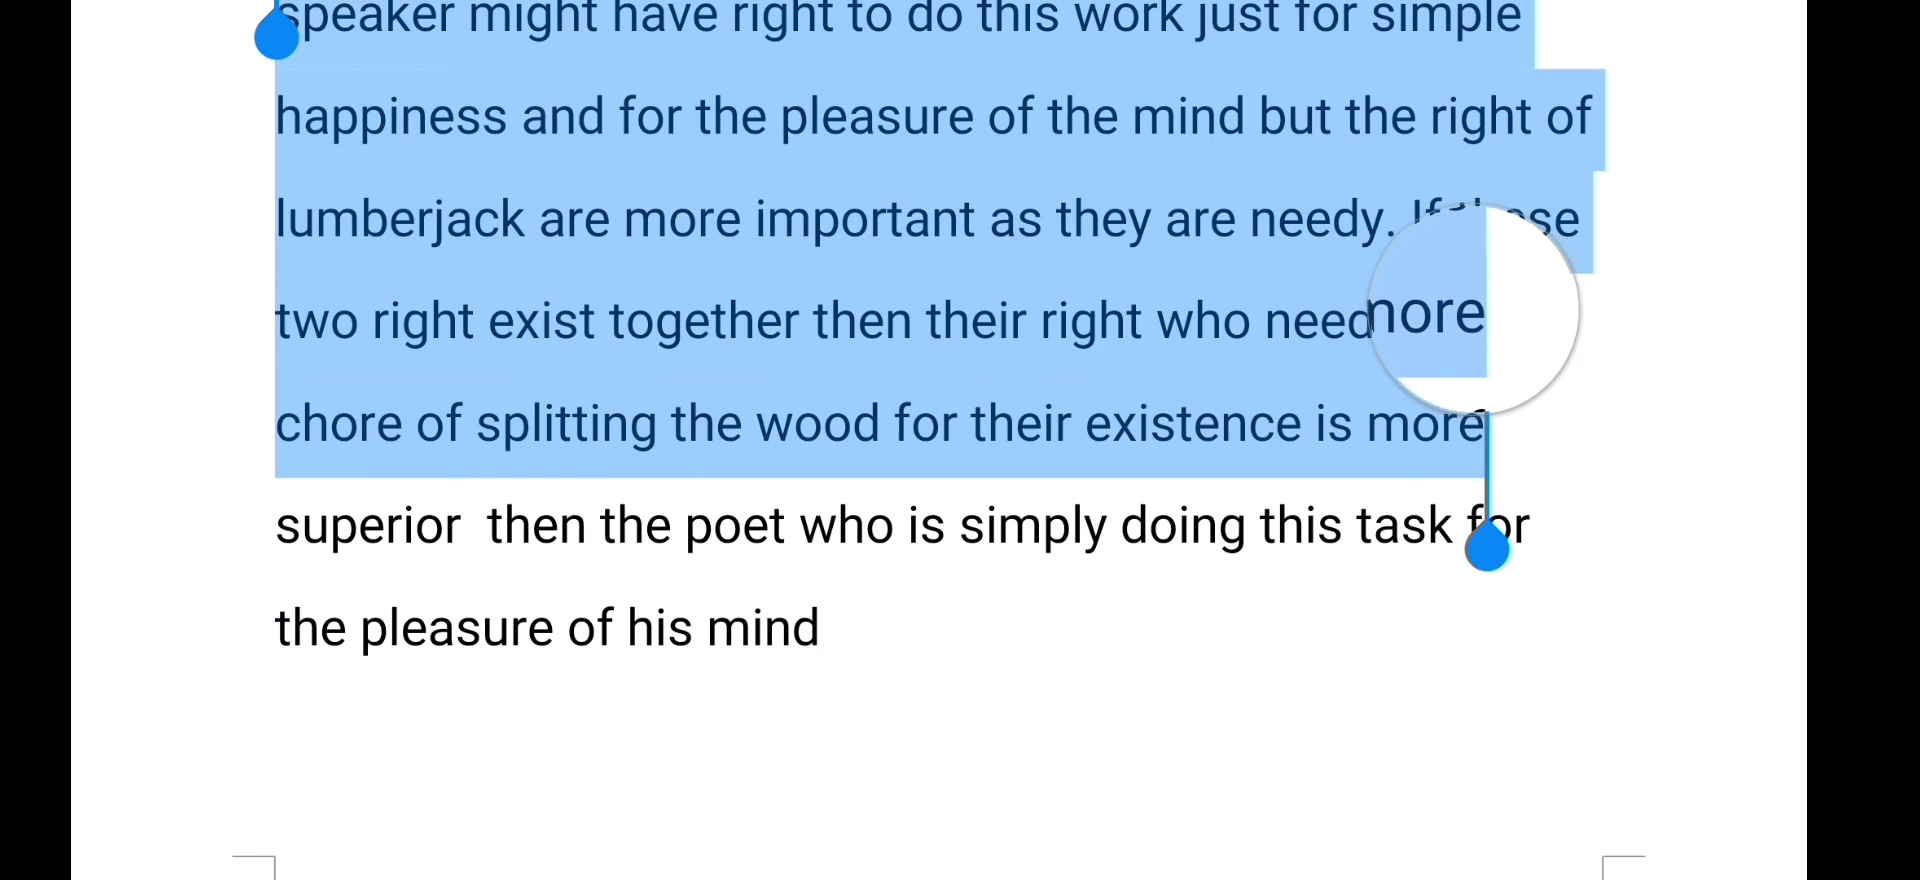 speaker might have right to do this work just for simple
happiness and for the pleasure of the mind but the right of
lumberjack are more important as they are needy. If
two right exist together then their right who need
more
chore of splitting the wood for their existence is more
superior  then the poet who is simply doing this task for
the pleasure of his mind